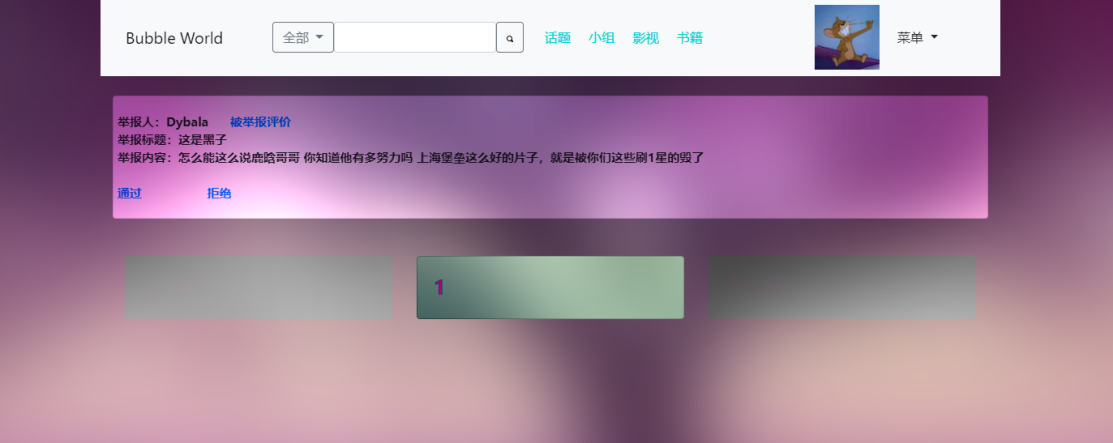 Bubble World 全部 话题 小组 影视 书籍 菜单
举报人：Dybala 被举报评价
举报标题：这是黑子
举报内容：怎么能这么说鹿晗哥哥 你知道他有多努力吗 上海堡垒这么好的片子，就是被你们这些刷1星的毁了
通过 拒绝
1